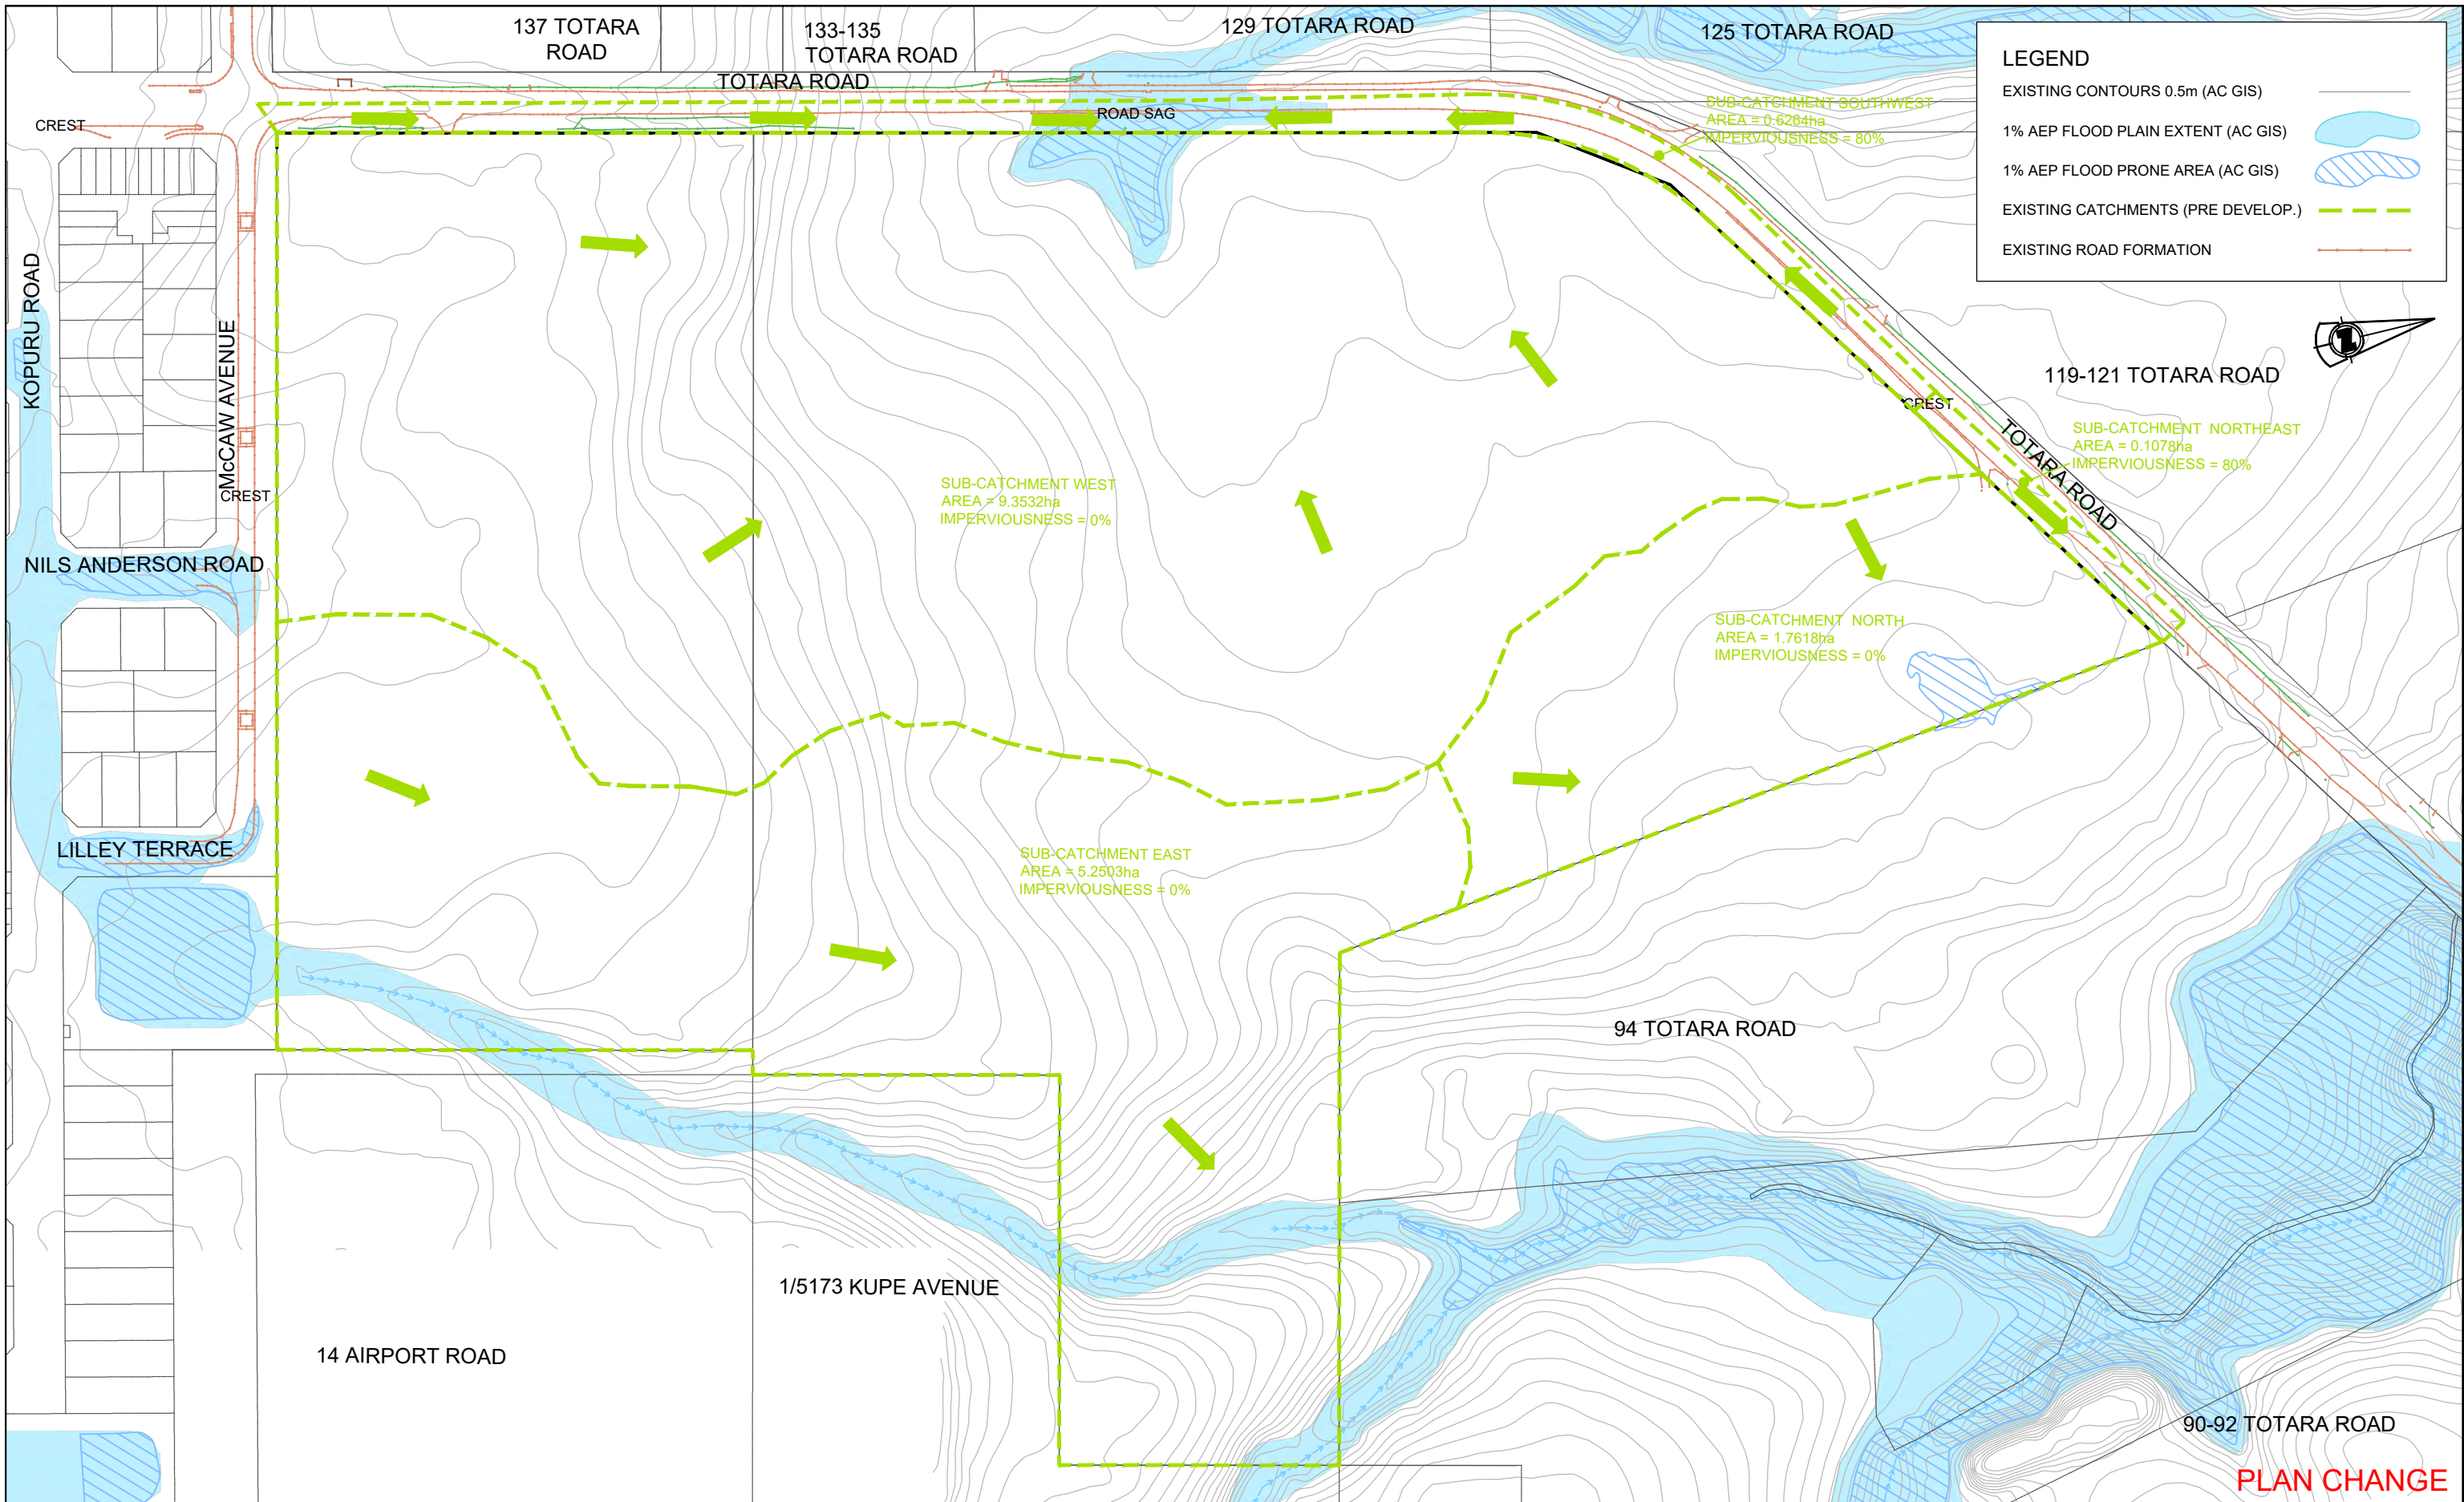 137 TOTARA
ROAD
133-135
TOTARA ROAD
129 TOTARA ROAD
125 TOTARA ROAD
TOTARA ROAD
LEGEND
EXISTING CONTOURS 0.5m (AC GIS)
1% AEP FLOOD PLAIN EXTENT (AC GIS)
1% AEP FLOOD PRONE AREA (AC GIS)
EXISTING CATCHMENTS (PRE DEVELOP.)
EXISTING ROAD FORMATION
CREST
ROAD SAG
SUB-CATCHMENT SOUTHWEST
AREA = 0.6264ha
IMPERVIOUSNESS = 80%
KOPURU ROAD
McCAW AVENUE
CREST
119-121 TOTARA ROAD
CREST
TOTARA ROAD
SUB-CATCHMENT NORTHEAST
AREA = 0.1078ha
IMPERVIOUSNESS = 80%
SUB-CATCHMENT WEST
AREA = 9.3532ha
IMPERVIOUSNESS = 0%
NILS ANDERSON ROAD
SUB-CATCHMENT NORTH
AREA = 1.7618ha
IMPERVIOUSNESS = 0%
LILLEY TERRACE
SUB-CATCHMENT EAST
AREA = 5.2503ha
IMPERVIOUSNESS = 0%
94 TOTARA ROAD
1/5173 KUPE AVENUE
14 AIRPORT ROAD
90-92 TOTARA ROAD
PLAN CHANGE